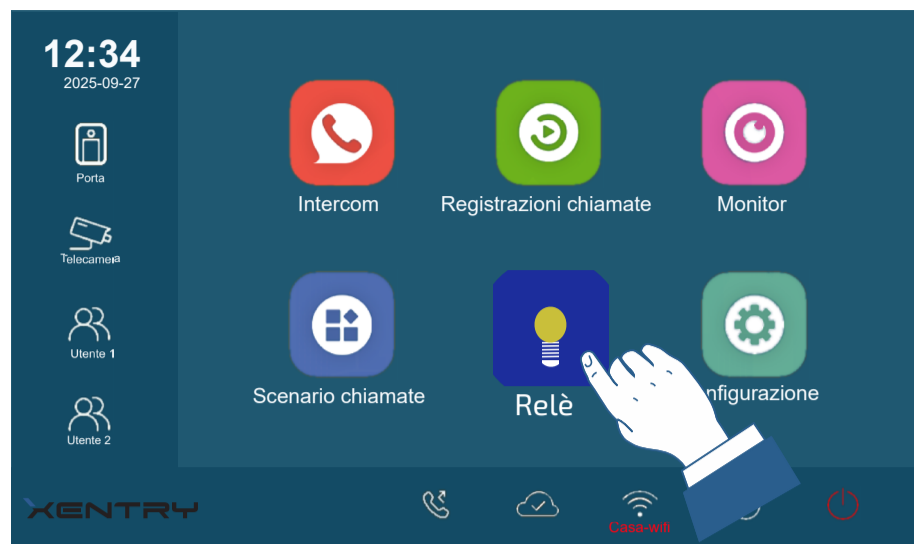 12:34
2025-09-27
Porta
Telecamera
Utente 1
Utente 2
Intercom
Registrazioni chiamate
Monitor
Scenario chiamate
Relè
nfigurazione
XENTRY
Casa-wifi